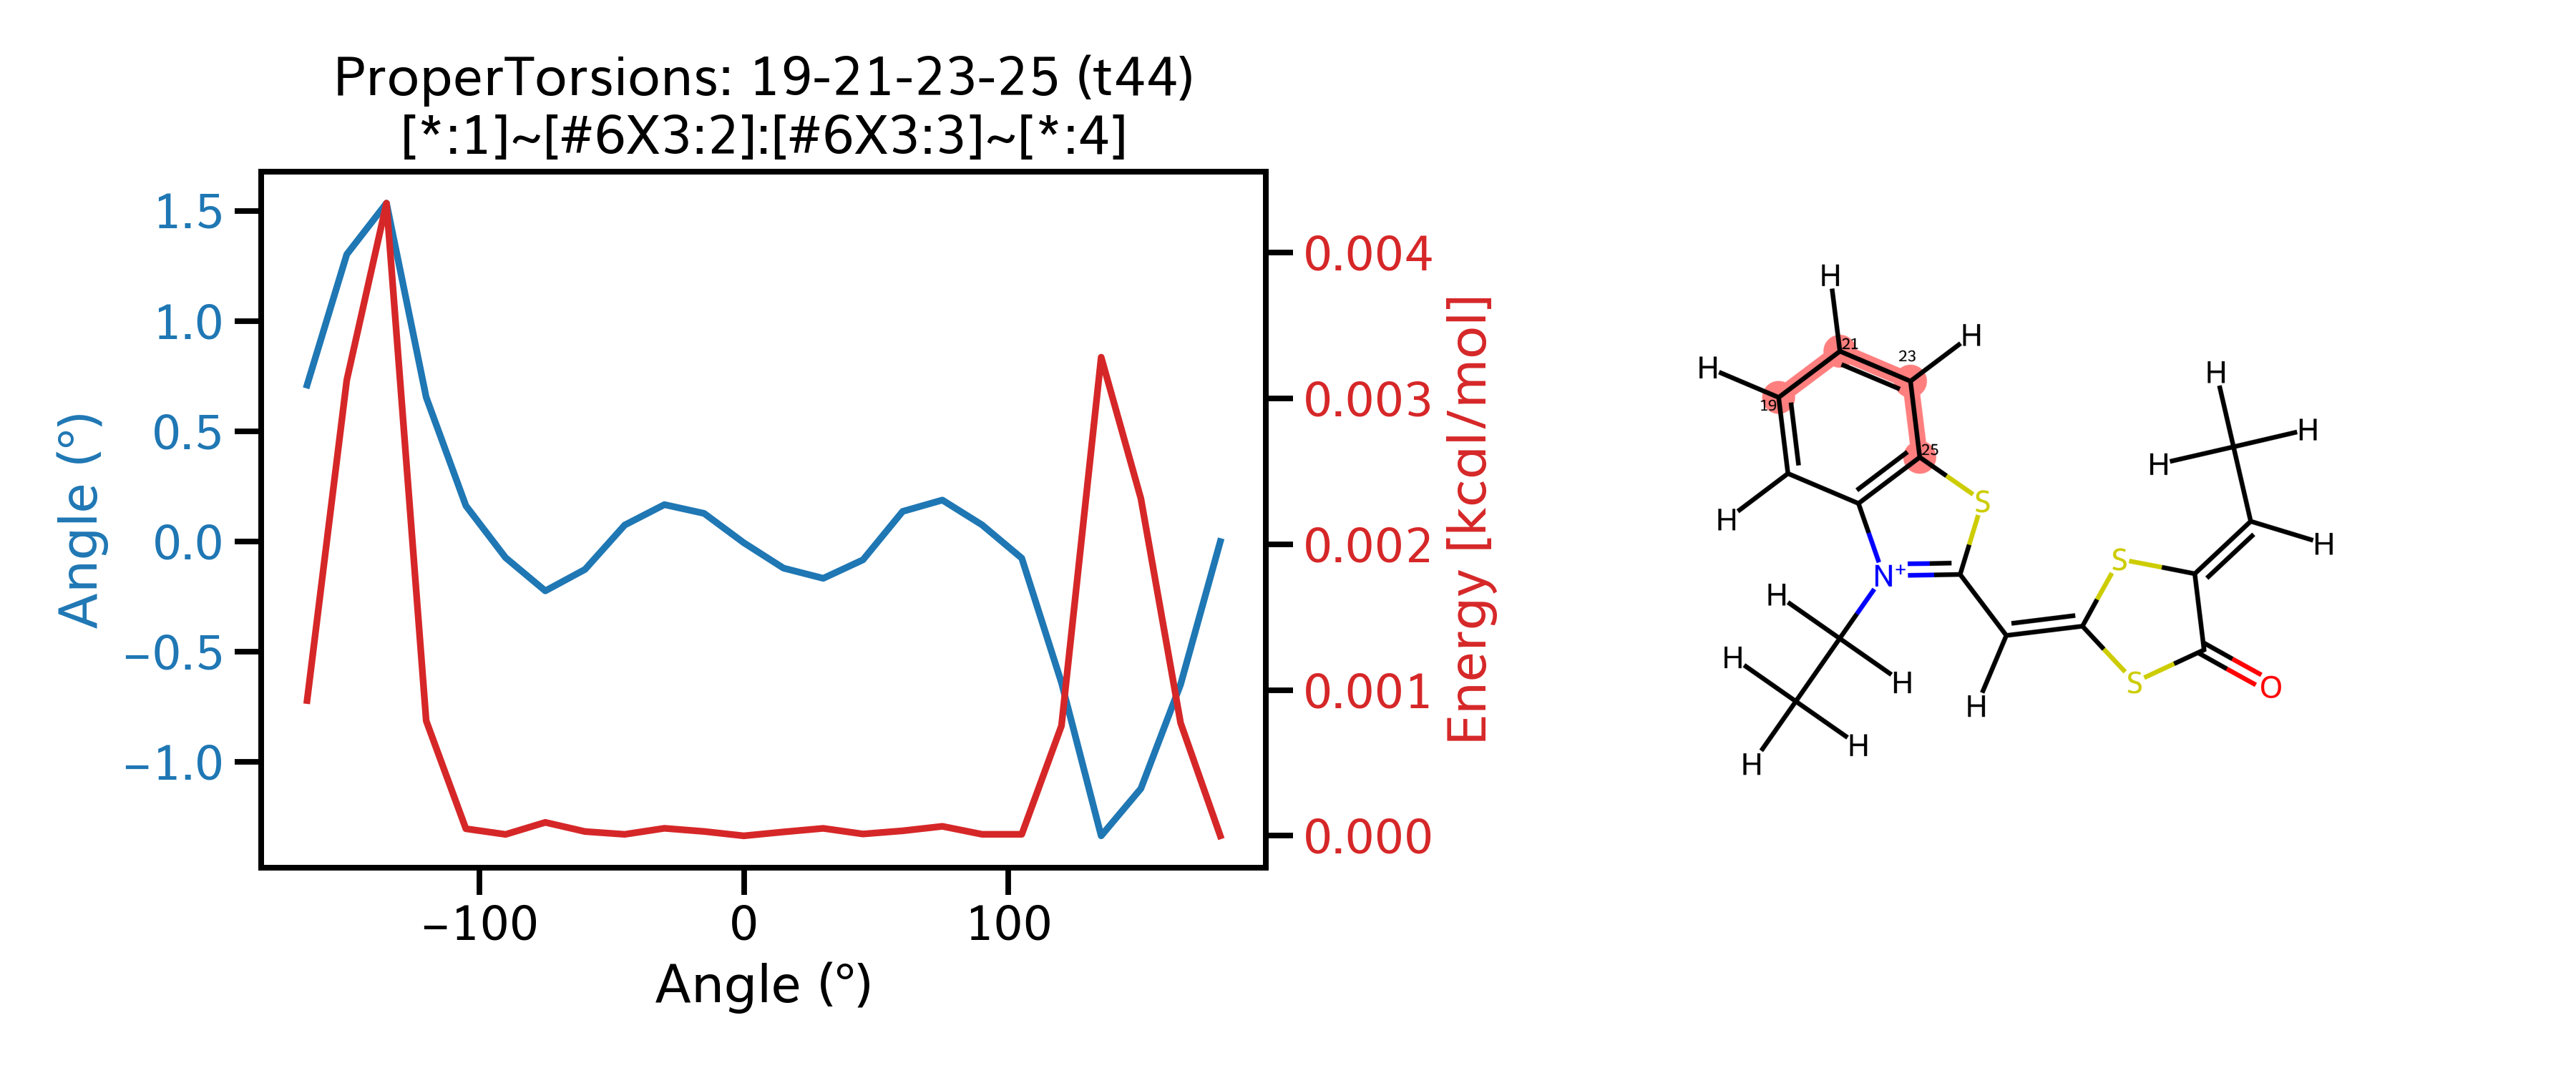 ProperTorsions: 19-21-23-25 (t44)
[*:1]~[#6X3:2]:[#6X3:3]~[*:4]
1.5
1.0
0.5
0.0
−0.5
−1.0
Angle (°)
0.004
0.003
0.002
0.001
0.000
Energy [kcal/mol]
−100 0 100
Angle (°)
H
H
21
23
H
19
25
H
H
H
H
S
H
S
N⁺
H
H
H
S
O
H
H
H
H